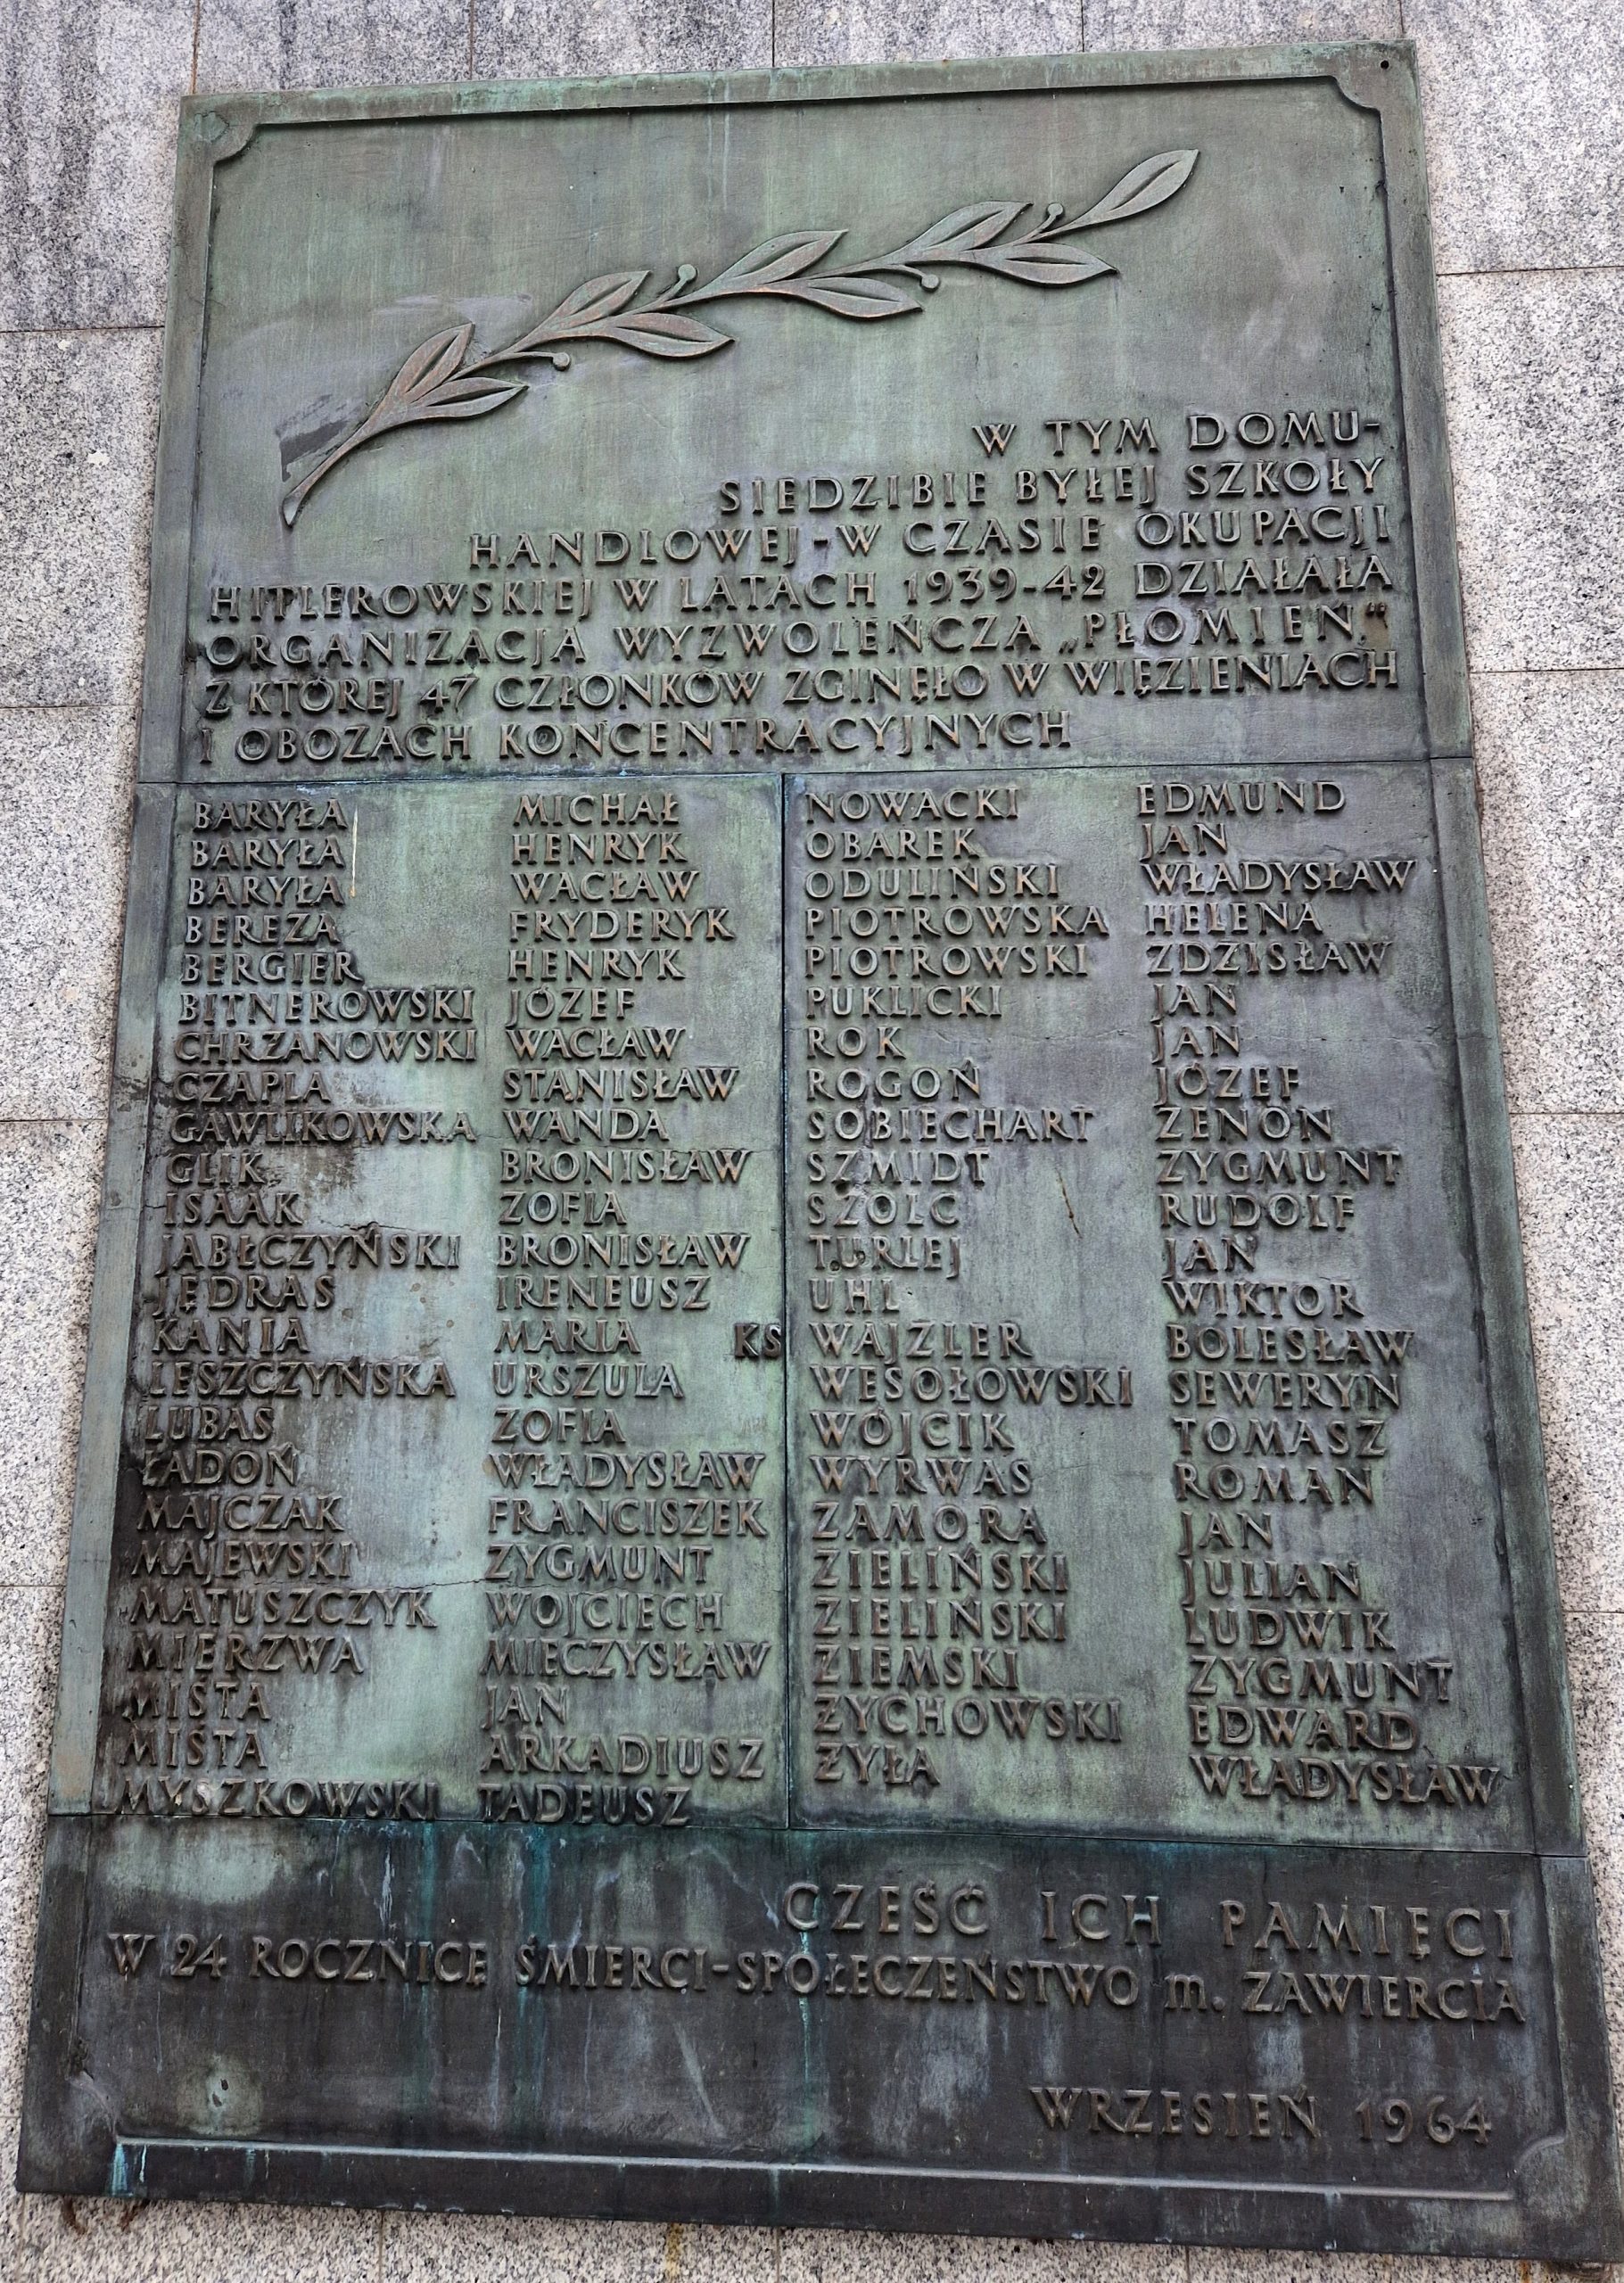 W TYM DOMU-
SIEDZIBIE BYŁEJ SZKOŁY
HANDLOWEJ-W CZASIE OKUPACJI
HITLEROWSKIEJ W LATACH 1939-42 DZIAŁAŁA
ORGANIZACJA WYZWOLEŃCZA „PŁOMIEŃ"
Z KTÓREJ 47 CZŁONKÓW ZGINĘŁO W WIĘZIENIACH
I OBOZACH KONCENTRACYJNYCH
BARYŁA MICHAŁ
BARYŁA HENRYK
BARYŁA WACŁAW
BEREZA FRYDERYK
BERGIER HENRYK
BITNEROWSKI JÓZEF
CHRZANOWSKI WACŁAW
CZAPLA STANISŁAW
GAWLIKOWSKA WANDA
GLIK BRONISŁAW
ISAAK ZOFIA
JABŁCZYŃSKI BRONISŁAW
JĘDRAS IRENEUSZ
KANIA MARIA
LESZCZYŃSKA URSZULA
LUBAS ZOFIA
ŁADOŃ WŁADYSŁAW
MAJCZAK FRANCISZEK
MAJEWSKI ZYGMUNT
MATUSZCZYK WOJCIECH
MIERZWA MIECZYSŁAW
MIŚTA JAN
MIŚTA ARKADIUSZ
MYSZKOWSKI TADEUSZ
NOWACKI EDMUND
OBAREK JAN
ODULIŃSKI WŁADYSŁAW
PIOTROWSKA HELENA
PIOTROWSKI ZDZISŁAW
PUKLICKI JAN
ROK JAN
ROGOŃ JÓZEF
SOBIECHART ZENON
SZMIDT ZYGMUNT
SZOLC RUDOLF
TURLEJ JAN
UHL WIKTOR
KS WAJZLER BOLESŁAW
WESOŁOWSKI SEWERYN
WÓJCIK TOMASZ
WYRWAS ROMAN
ZAMORA JAN
ZIELIŃSKI JULIAN
ZIELIŃSKI LUDWIK
ZIEMSKI ZYGMUNT
ŻYCHOWSKI EDWARD
ŻYŁA WŁADYSŁAW
CZEŚĆ ICH PAMIĘCI
W 24 ROCZNICĘ ŚMIERCI-SPOŁECZEŃSTWO m. ZAWIERCIA
WRZESIEŃ 1964